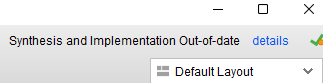 Synthesis and Implementation Out-of-date details
Default Layout